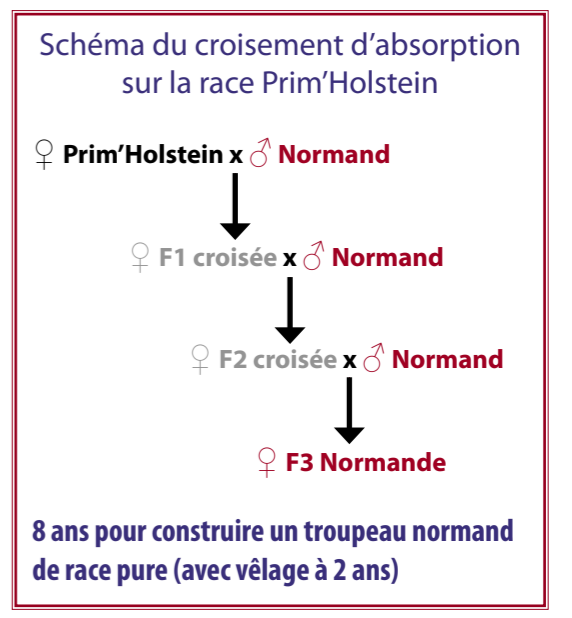 Schéma du croisement d’absorption
sur la race Prim’Holstein
♀ Prim’Holstein x ♂ Normand
♀ F1 croisée x ♂ Normand
♀ F2 croisée x ♂ Normand
♀ F3 Normande
8 ans pour construire un troupeau normand
de race pure (avec vêlage à 2 ans)